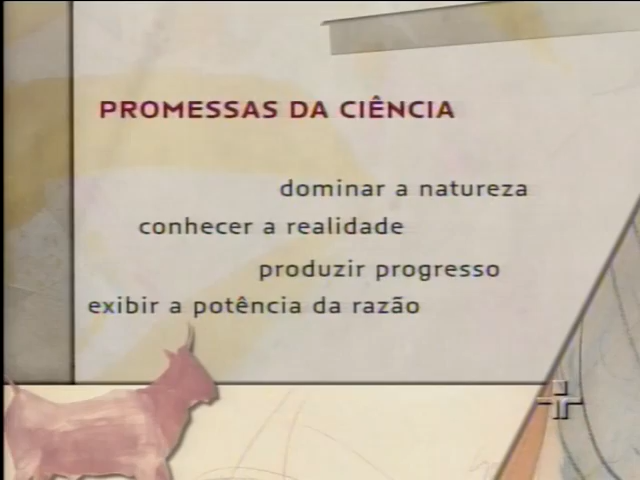 PROMESSAS DA CIÊNCIA
dominar a natureza
conhecer a realidade
produzir progresso
exibir a potência da razão